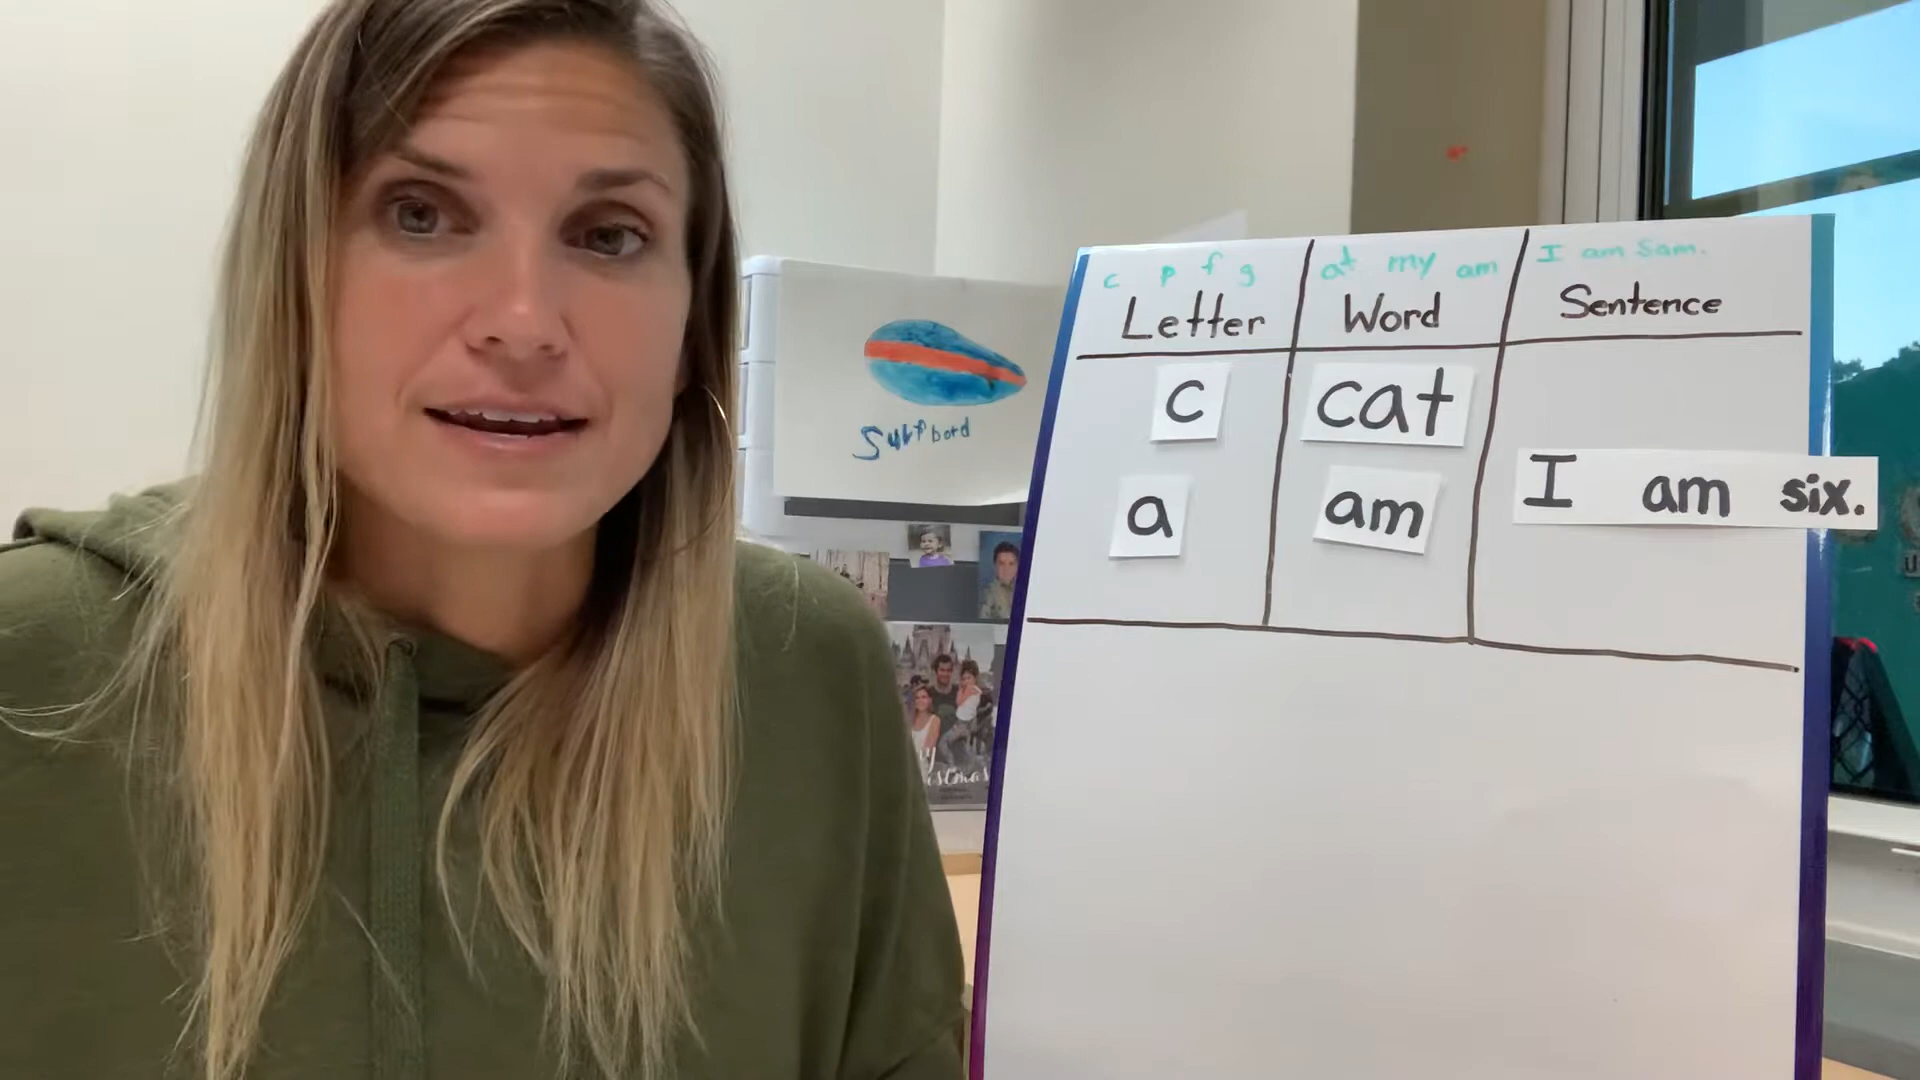 c p f g
at my am
I am Sam.
Letter
Word
Sentence
c
cat
a
am
I am six.
Surfbord